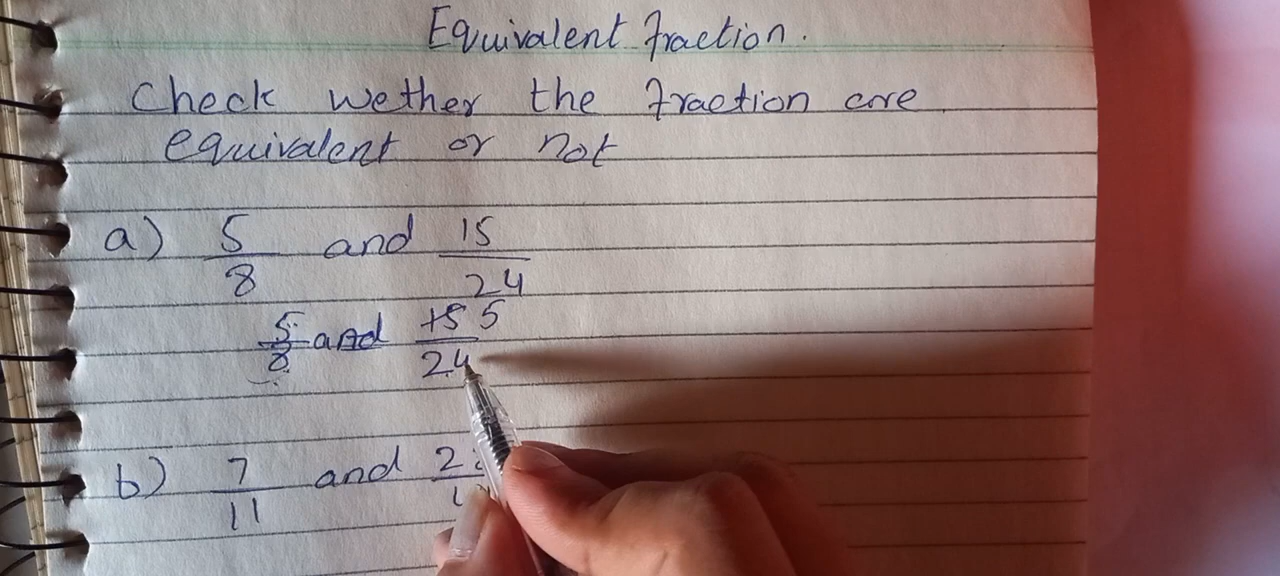 Equivalent fraction.
Check wether the fraction are
equivalent or not
a) 5/8 and 15/24
5/8 and 15/24 5
b) 7/11 and 2